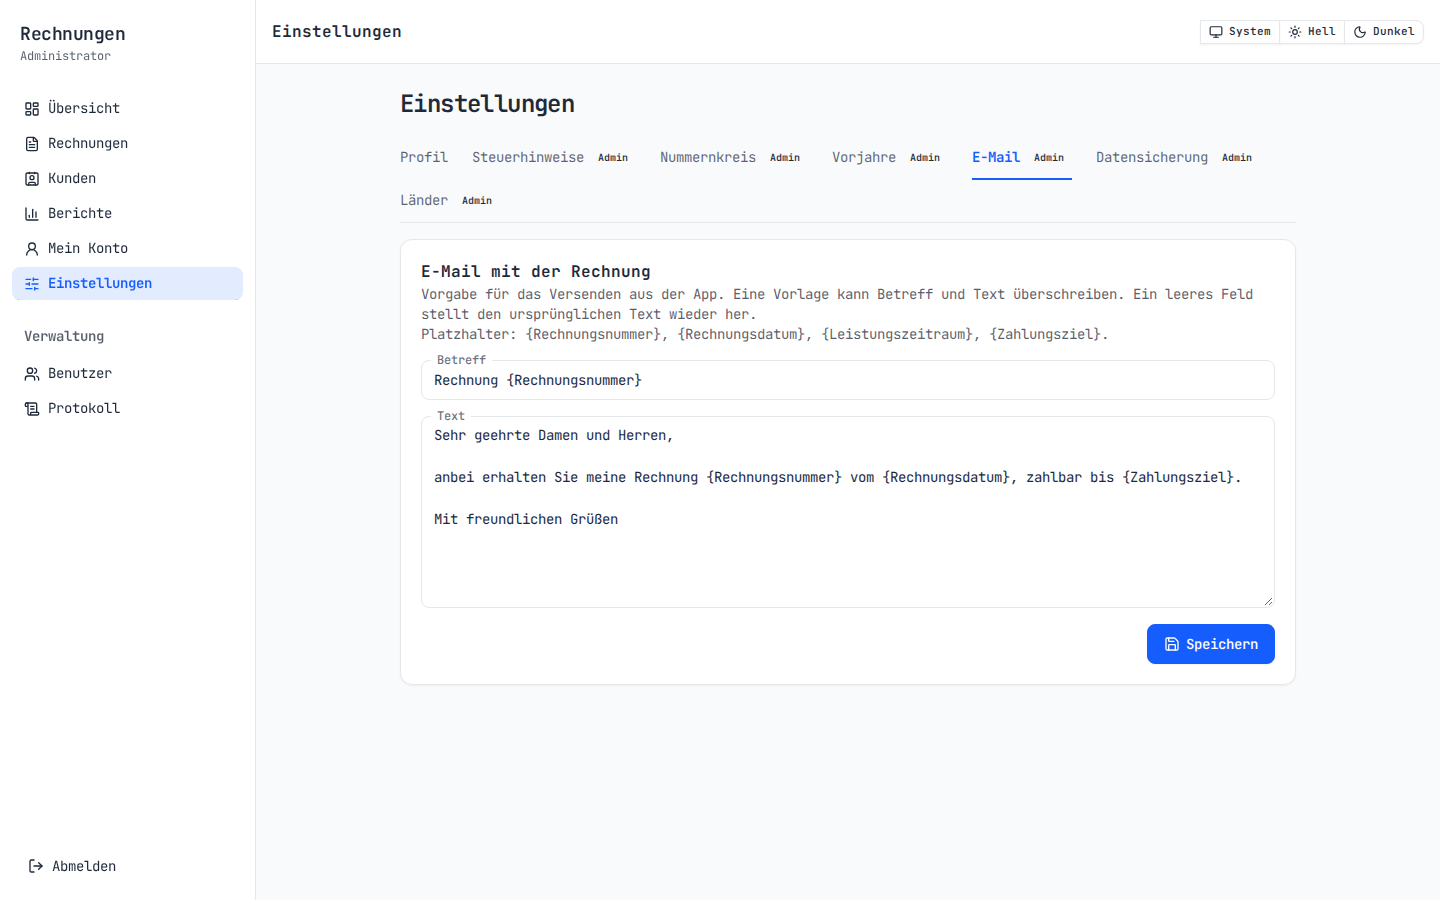 Rechnungen
Administrator
Übersicht
Rechnungen
Kunden
Berichte
Mein Konto
Einstellungen
Verwaltung
Benutzer
Protokoll
Abmelden
Einstellungen
System Hell Dunkel
Einstellungen
Profil Steuerhinweise Admin Nummernkreis Admin Vorjahre Admin E-Mail Admin Datensicherung Admin
Länder Admin
E-Mail mit der Rechnung
Vorgabe für das Versenden aus der App. Eine Vorlage kann Betreff und Text überschreiben. Ein leeres Feld
stellt den ursprünglichen Text wieder her.
Platzhalter: {Rechnungsnummer}, {Rechnungsdatum}, {Leistungszeitraum}, {Zahlungsziel}.
Betreff
Rechnung {Rechnungsnummer}
Text
Sehr geehrte Damen und Herren,
anbei erhalten Sie meine Rechnung {Rechnungsnummer} vom {Rechnungsdatum}, zahlbar bis {Zahlungsziel}.
Mit freundlichen Grüßen
Speichern